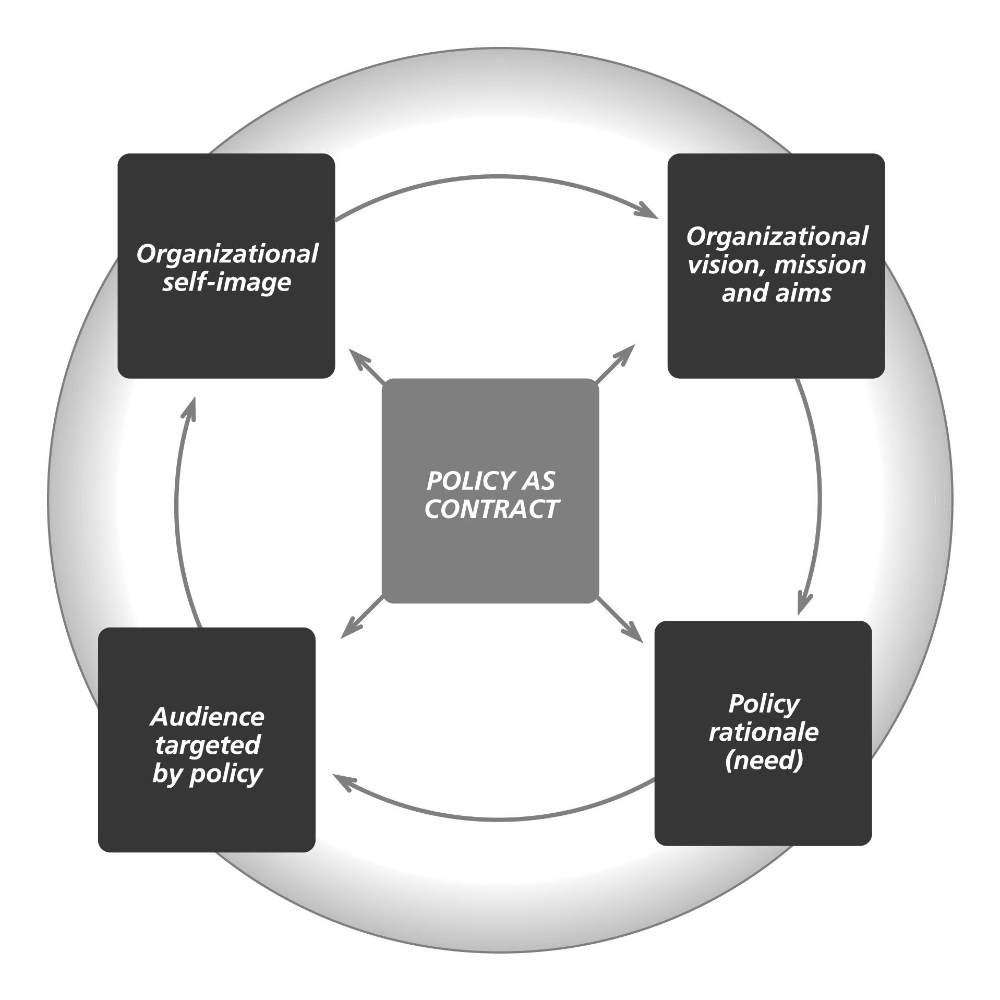 Organizational
self-image
Organizational
vision, mission
and aims
POLICY AS
CONTRACT
Audience
targeted
by policy
Policy
rationale
(need)